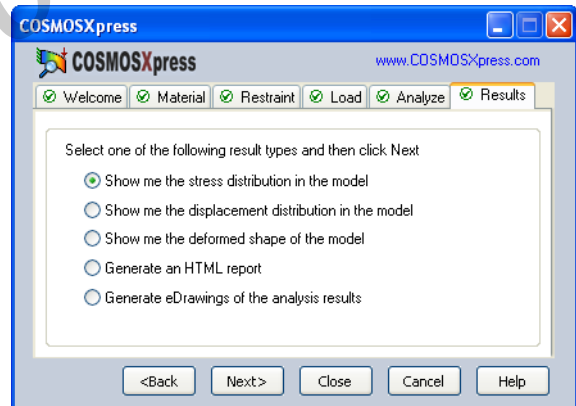 COSMOSXpress
COSMOSXpress www.COSMOSXpress.com
Welcome Material Restraint Load Analyze Results
Select one of the following result types and then click Next
Show me the stress distribution in the model
Show me the displacement distribution in the model
Show me the deformed shape of the model
Generate an HTML report
Generate eDrawings of the analysis results
<Back Next> Close Cancel Help